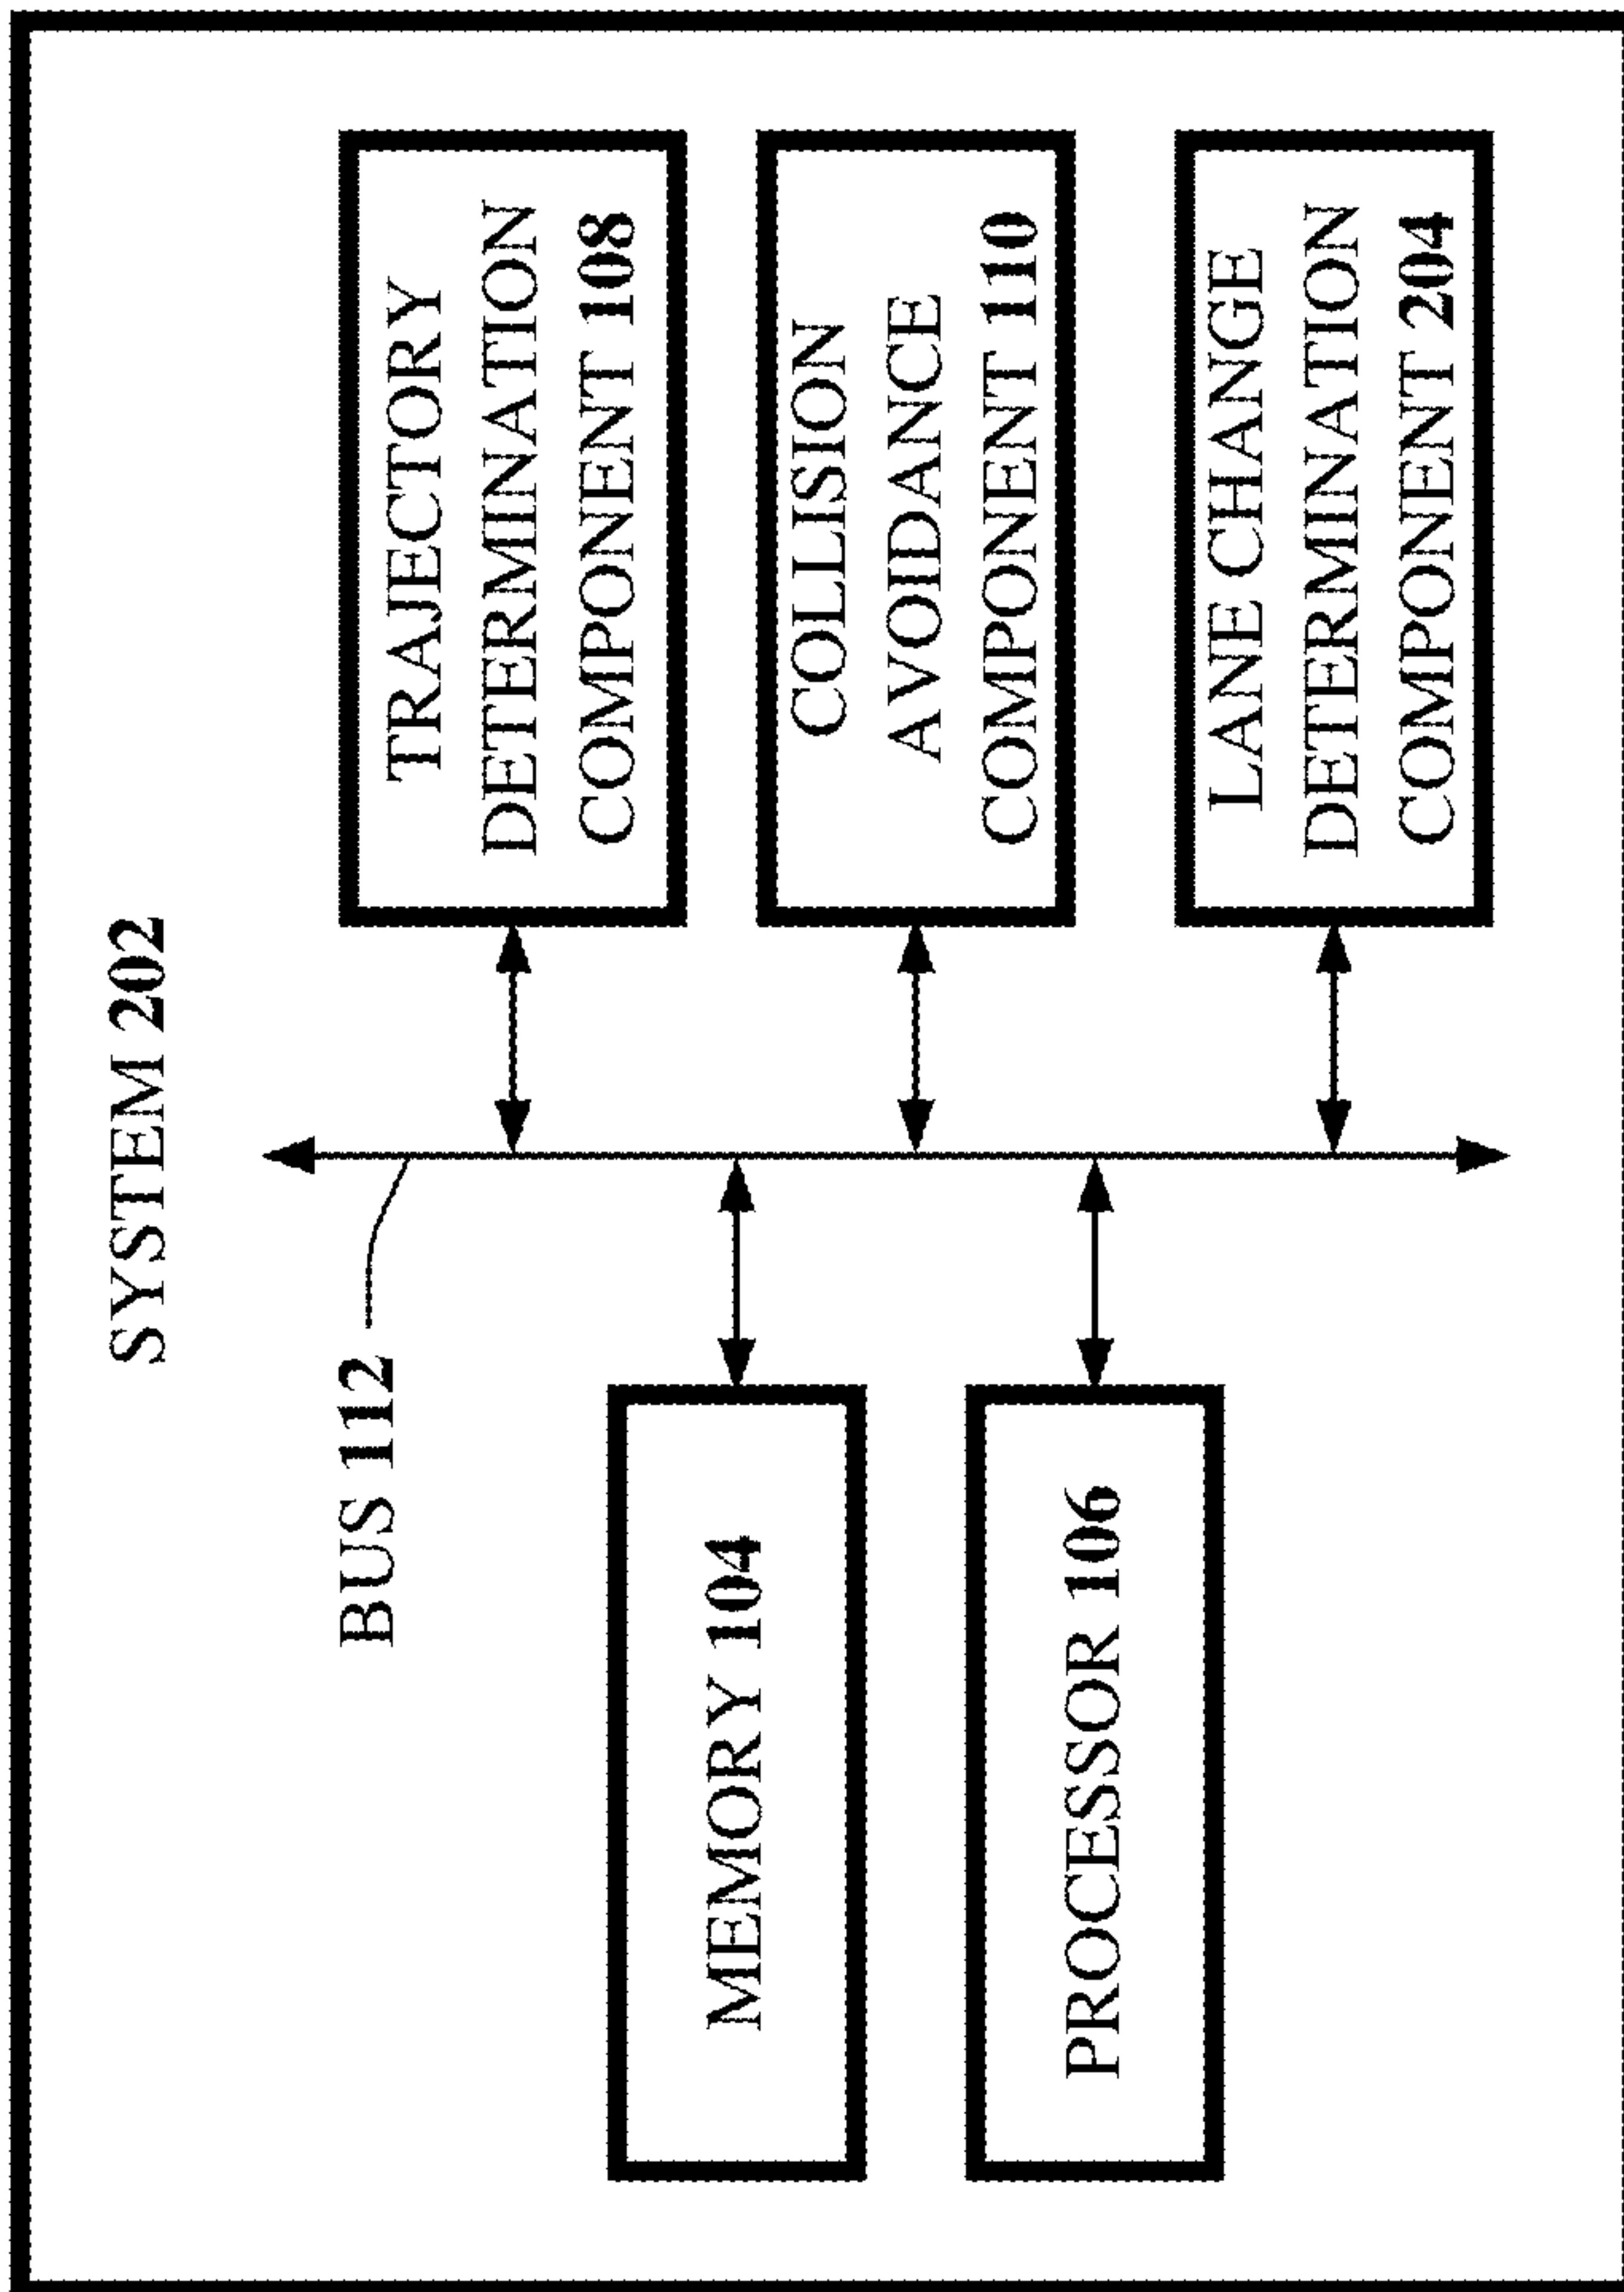 SYSTEM 202
BUS 112
MEMORY 104
PROCESSOR 106
TRAJECTORY
DETERMINATION
COMPONENT 108
COLLISION
AVOIDANCE
COMPONENT 110
LANE CHANGE
DETERMINATION
COMPONENT 204